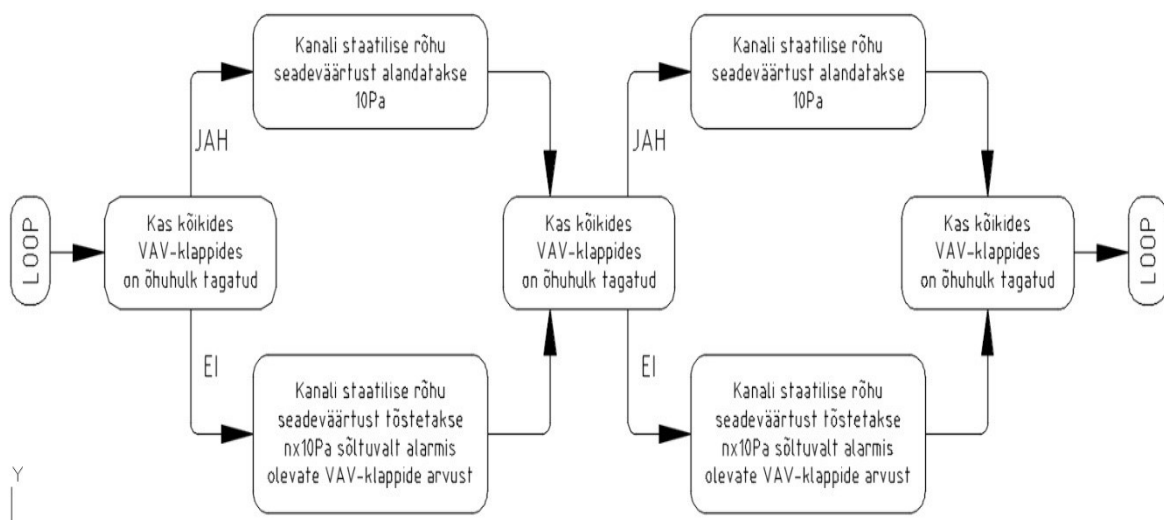 LOOP
Kas kõikides
VAV-klappides
on õhuhulk tagatud
JAH
Kanali staatilise rõhu
seadeväärtust alandatakse
10Pa
EI
Kanali staatilise rõhu
seadeväärtust tõstetakse
nx10Pa sõltuvalt alarmis
olevate VAV-klappide arvust
Kas kõikides
VAV-klappides
on õhuhulk tagatud
JAH
Kanali staatilise rõhu
seadeväärtust alandatakse
10Pa
EI
Kanali staatilise rõhu
seadeväärtust tõstetakse
nx10Pa sõltuvalt alarmis
olevate VAV-klappide arvust
Kas kõikides
VAV-klappides
on õhuhulk tagatud
LOOP
Y